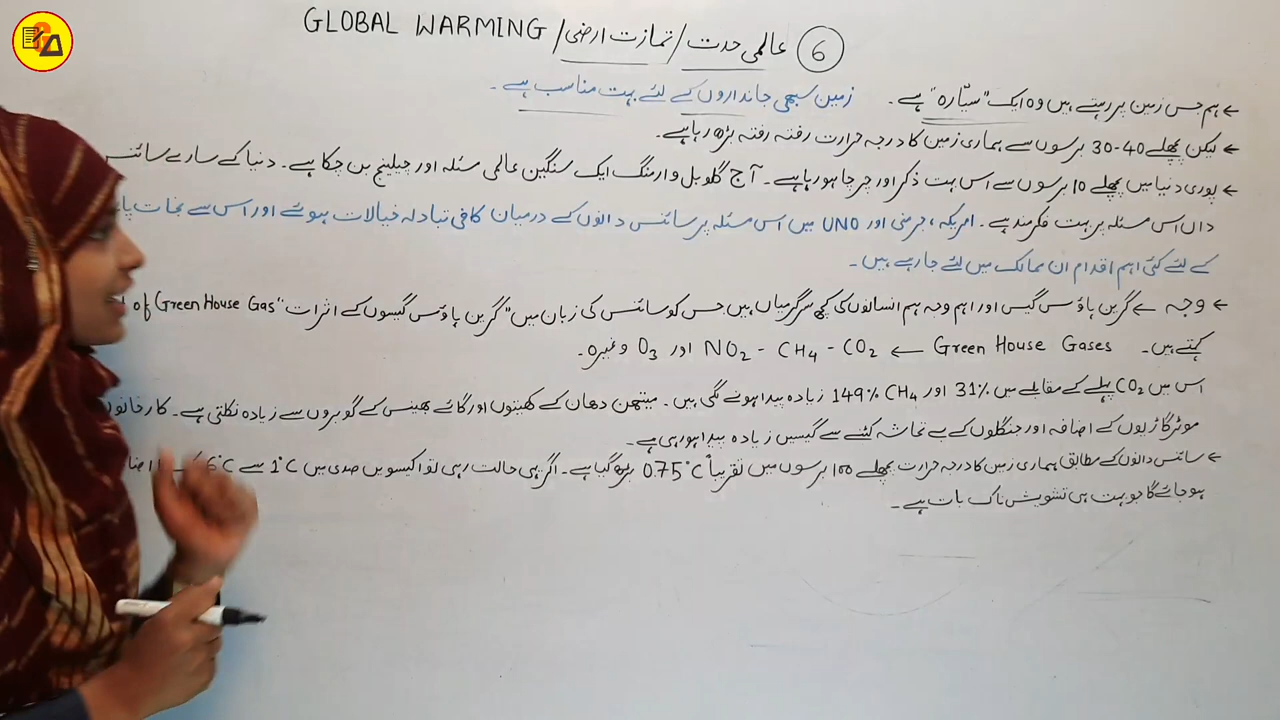 ⑥ عالمی حدت / تمازت ارضی / GLOBAL WARMING
← ہم جس زمین پر رہتے ہیں وہ ایک "سیّارہ" ہے۔ زمین سبھی جانداروں کے لئے بہت مناسب ہے۔
← لیکن پچھلے 40-30 برسوں سے ہماری زمین کا درجہ حرارت رفتہ رفتہ بڑھ رہا ہے۔
← پوری دنیا میں پچھلے 10 برسوں سے اس بہت ذکر اور چرچا ہو رہا ہے۔ آج گلوبل وارمنگ ایک سنگین عالمی مسئلہ اور چیلینج بن چکا ہے۔ دنیا کے سارے سائنس
داں اس مسئلہ پر بہت فکرمند ہے۔ امریکہ، جرمنی اور UNO میں اس مسئلہ پر سائنس دانوں کے درمیان کافی تبادلہ خیالات ہوئے اور اس سے نجات
کے لئے کئی اہم اقدام ان ممالک میں لئے جا رہے ہیں۔
← وجہ ← گرین ہاؤس گیس اور اہم وجہ ہم انسانوں کی کچھ سرگرمیاں ہیں جس کو سائنس کی زبان میں "گرین ہاؤس گیسوں کے اثرات" of Green House Gas"
کہتے ہیں۔ Green House Gases ← CO2 - CH4 - NO2 اور O3 وغیرہ۔
اس میں CO2 پہلے کے مقابلے میں 31% اور CH4 149% زیادہ پیدا ہونے لگی ہیں۔ میتھن دھان کے کھیتوں اور گائے بھینس کے گوبروں سے زیادہ نکلتی ہے۔
موٹر گاڑیوں کے اضافہ اور جنگلوں کے بے تحاشہ کٹنے سے گیسیں زیادہ پیدا ہو رہی ہے۔
← سائنس دانوں کے مطابق ہماری زمین کا درجہ حرارت پچھلے 100 برسوں میں تقریباً 0.75°C بڑھ گیا ہے۔ اگر یہی حالت رہی تو اکیسویں صدی میں 1°C سے 6°C
ہو جائے گا جو بہت ہی تشویش ناک بات ہے۔